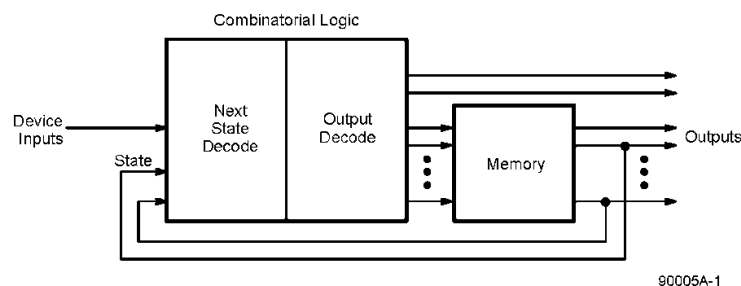 Combinatorial Logic
Device
Inputs
Next
State
Decode
Output
Decode
State
Memory
Outputs
90005A-1